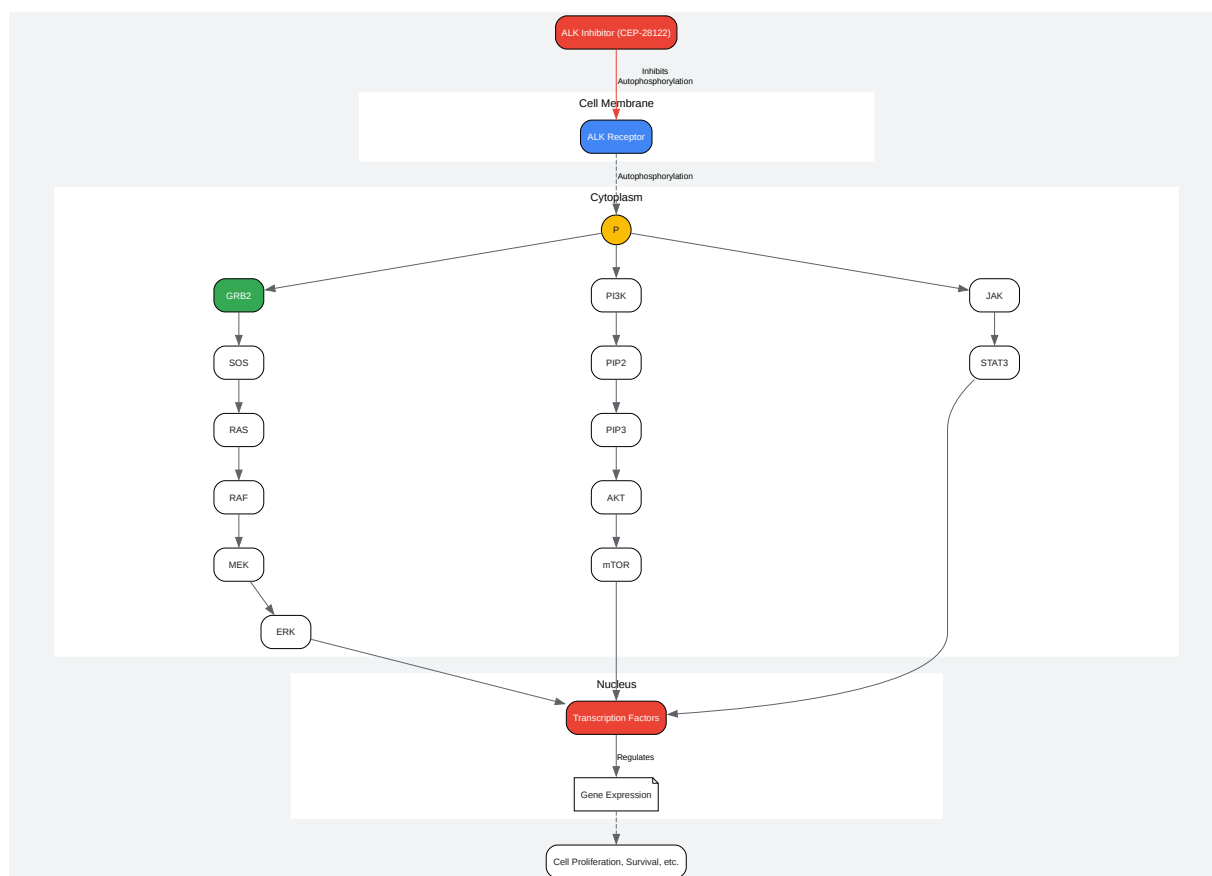 ALK Inhibitor (CEP-28122)
Inhibits
Autophosphorylation
Cell Membrane
ALK Receptor
Autophosphorylation
Cytoplasm
P
GRB2
PI3K
JAK
SOS
PIP2
STAT3
RAS
PIP3
RAF
AKT
MEK
mTOR
ERK
Nucleus
Transcription Factors
Regulates
Gene Expression
Cell Proliferation, Survival, etc.